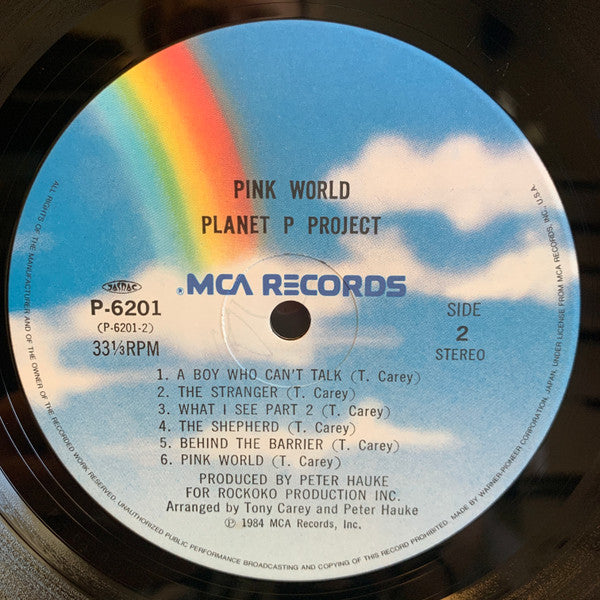 PINK WORLD
PLANET P PROJECT
®MCA RECORDS
JASRAC
P-6201
(P-6201-2)
33⅓RPM
SIDE
2
STEREO
1. A BOY WHO CAN'T TALK (T. Carey)
2. THE STRANGER (T. Carey)
3. WHAT I SEE PART 2 (T. Carey)
4. THE SHEPHERD (T. Carey)
5. BEHIND THE BARRIER (T. Carey)
6. PINK WORLD (T. Carey)
PRODUCED BY PETER HAUKE
FOR ROCKOKO PRODUCTION INC.
Arranged by Tony Carey and Peter Hauke
Ⓟ 1984 MCA Records, Inc.
ALL RIGHTS OF THE MANUFACTURER AND OF THE OWNER OF THE RECORDED WORK RESERVED. UNAUTHORIZED PUBLIC PERFORMANCE BROADCASTING AND COPYING OF THIS RECORD PROHIBITED. MADE BY WARNER-PIONEER CORPORATION, JAPAN, UNDER LICENSE FROM MCA RECORDS, INC., U.S.A.